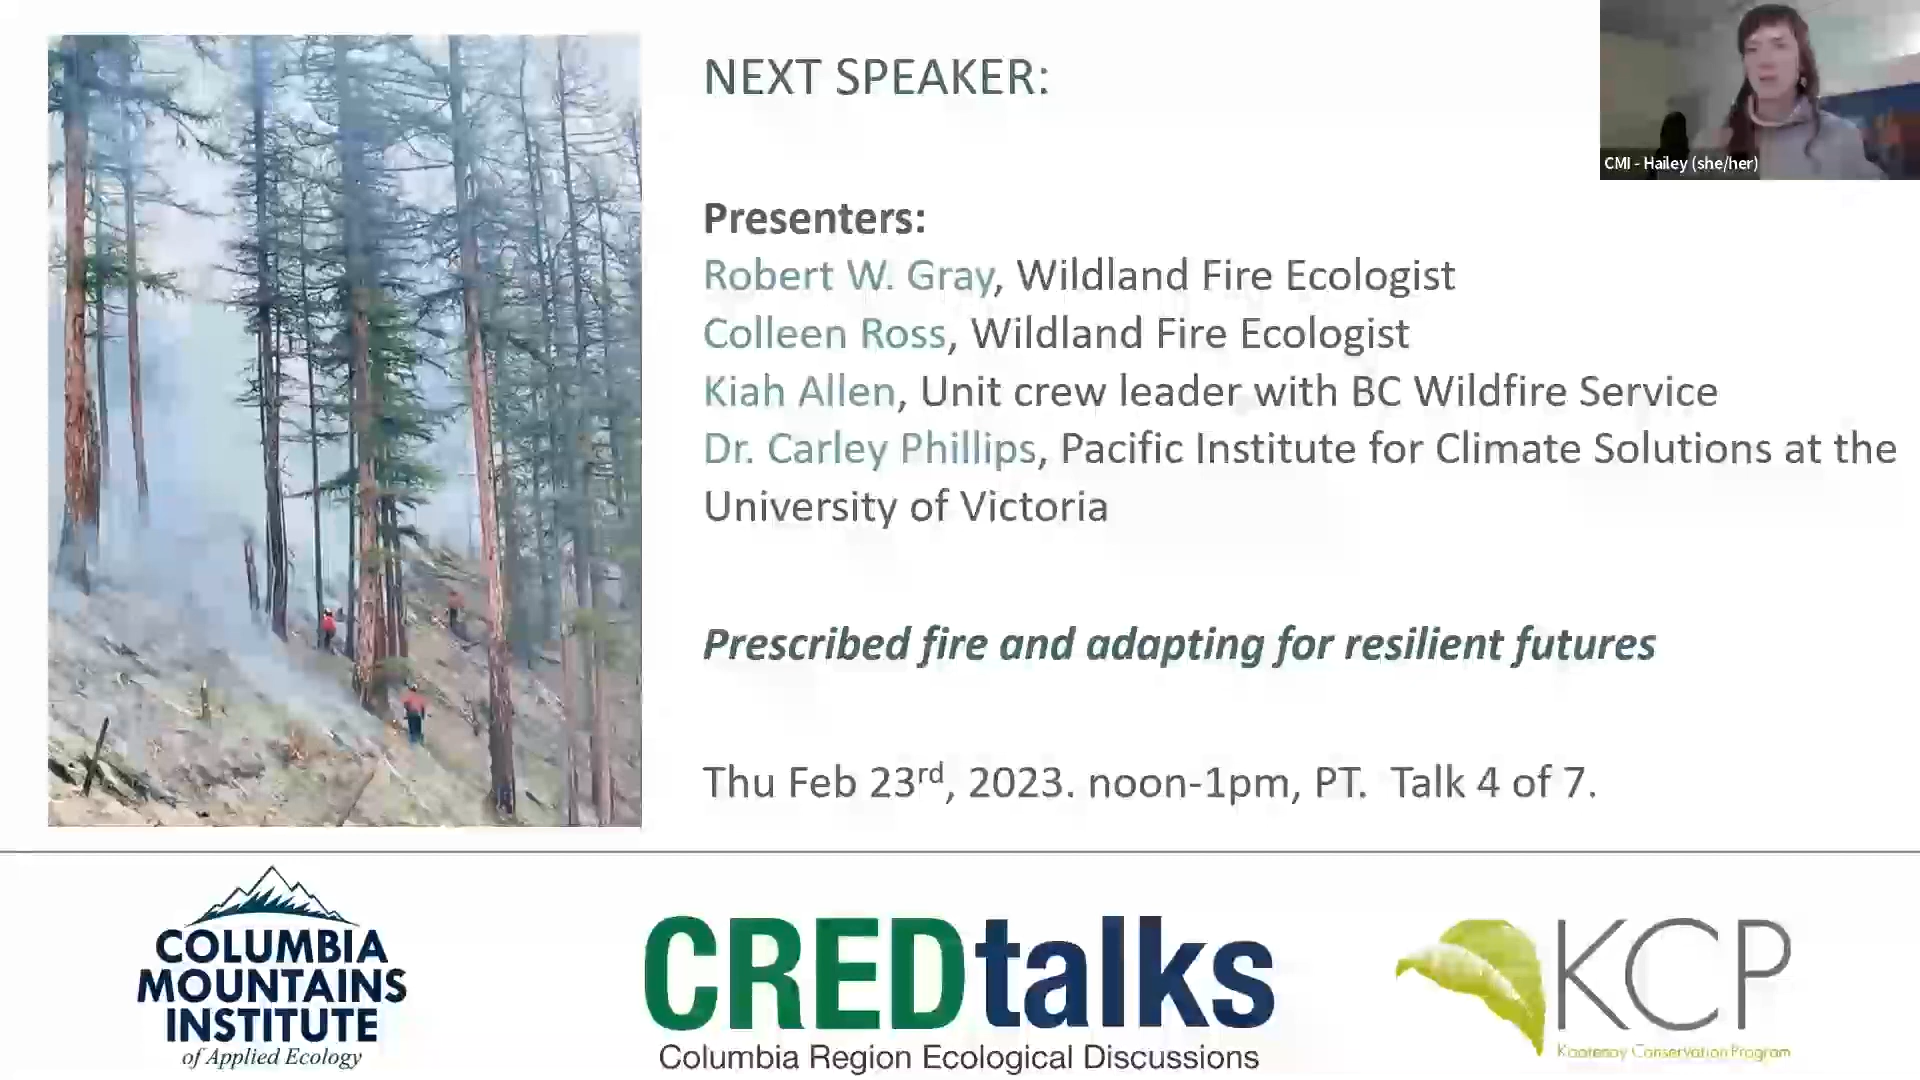 NEXT SPEAKER:
CMI - Hailey (she/her)
Presenters:
Robert W. Gray, Wildland Fire Ecologist
Colleen Ross, Wildland Fire Ecologist
Kiah Allen, Unit crew leader with BC Wildfire Service
Dr. Carley Phillips, Pacific Institute for Climate Solutions at the
University of Victoria
Prescribed fire and adapting for resilient futures
Thu Feb 23rd, 2023. noon-1pm, PT. Talk 4 of 7.
COLUMBIA
MOUNTAINS
INSTITUTE
of Applied Ecology
CREDtalks
Columbia Region Ecological Discussions
KCP
Kootenay Conservation Program